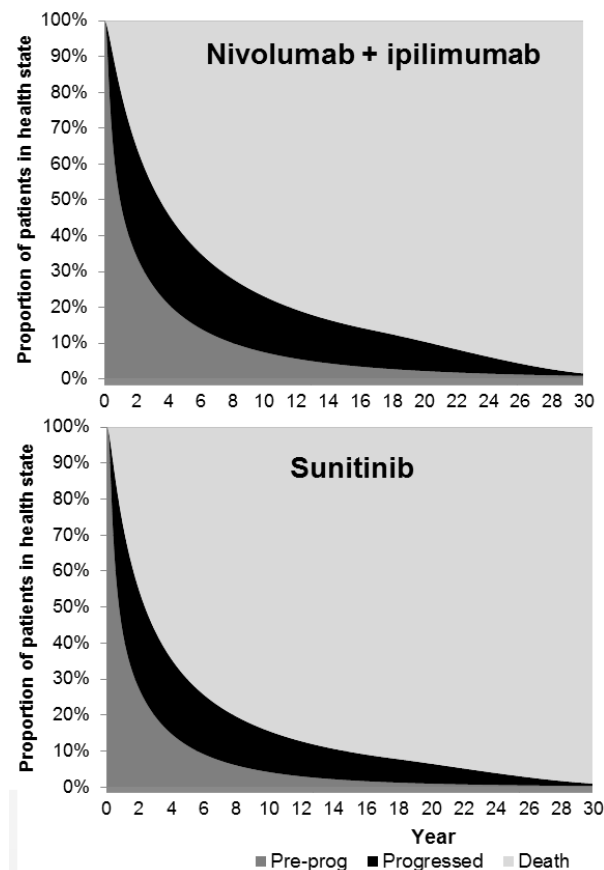 Nivolumab + ipilimumab
Proportion of patients in health state
100%
90%
80%
70%
60%
50%
40%
30%
20%
10%
0%
0 2 4 6 8 10 12 14 16 18 20 22 24 26 28 30
Sunitinib
Proportion of patients in health state
100%
90%
80%
70%
60%
50%
40%
30%
20%
10%
0%
0 2 4 6 8 10 12 14 16 18 20 22 24 26 28 30
Year
Pre-prog Progressed Death